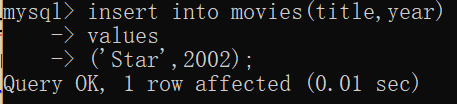 mysql> insert into movies(title,year)
    -> values
    -> ('Star',2002);
Query OK, 1 row affected (0.01 sec)